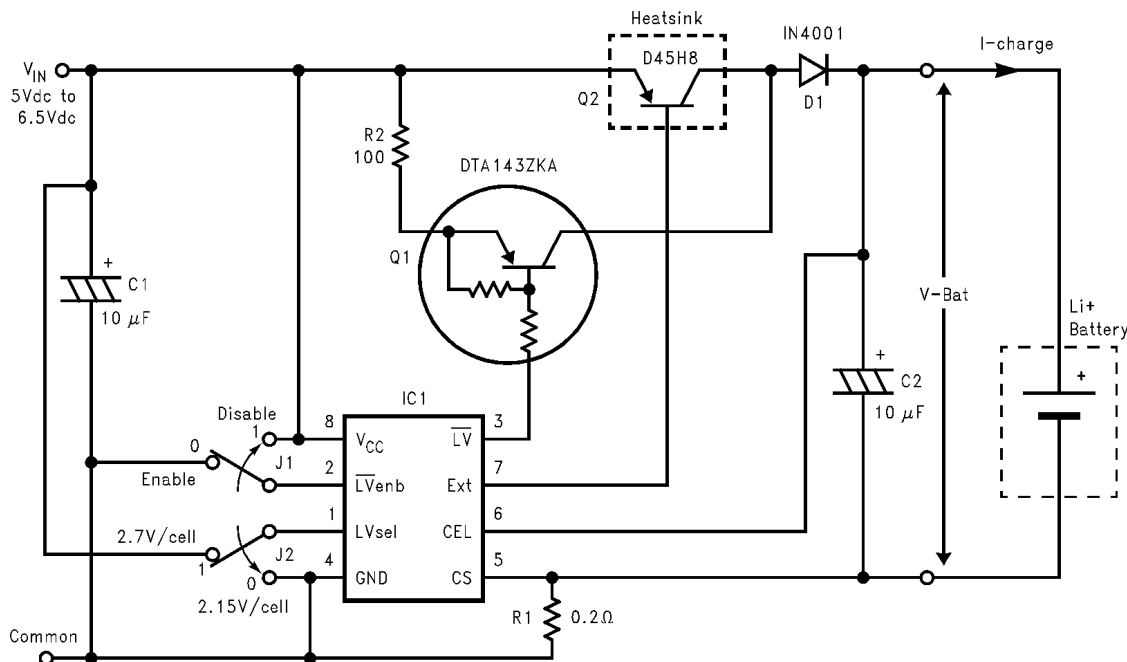 Heatsink
IN4001
I-charge
D45H8
VIN
5Vdc to
6.5Vdc
Q2
D1
R2
100
DTA143ZKA
Q1
+
C1
10 μF
V-Bat
Li+
Battery
+
+
C2
10 μF
IC1
Disable
1
8
VCC
LV
3
0
J1
Enable
2
LVenb
Ext
7
1
LVsel
CEL
6
2.7V/cell
1
J2
0
4
GND
CS
5
2.15V/cell
R1
0.2Ω
Common